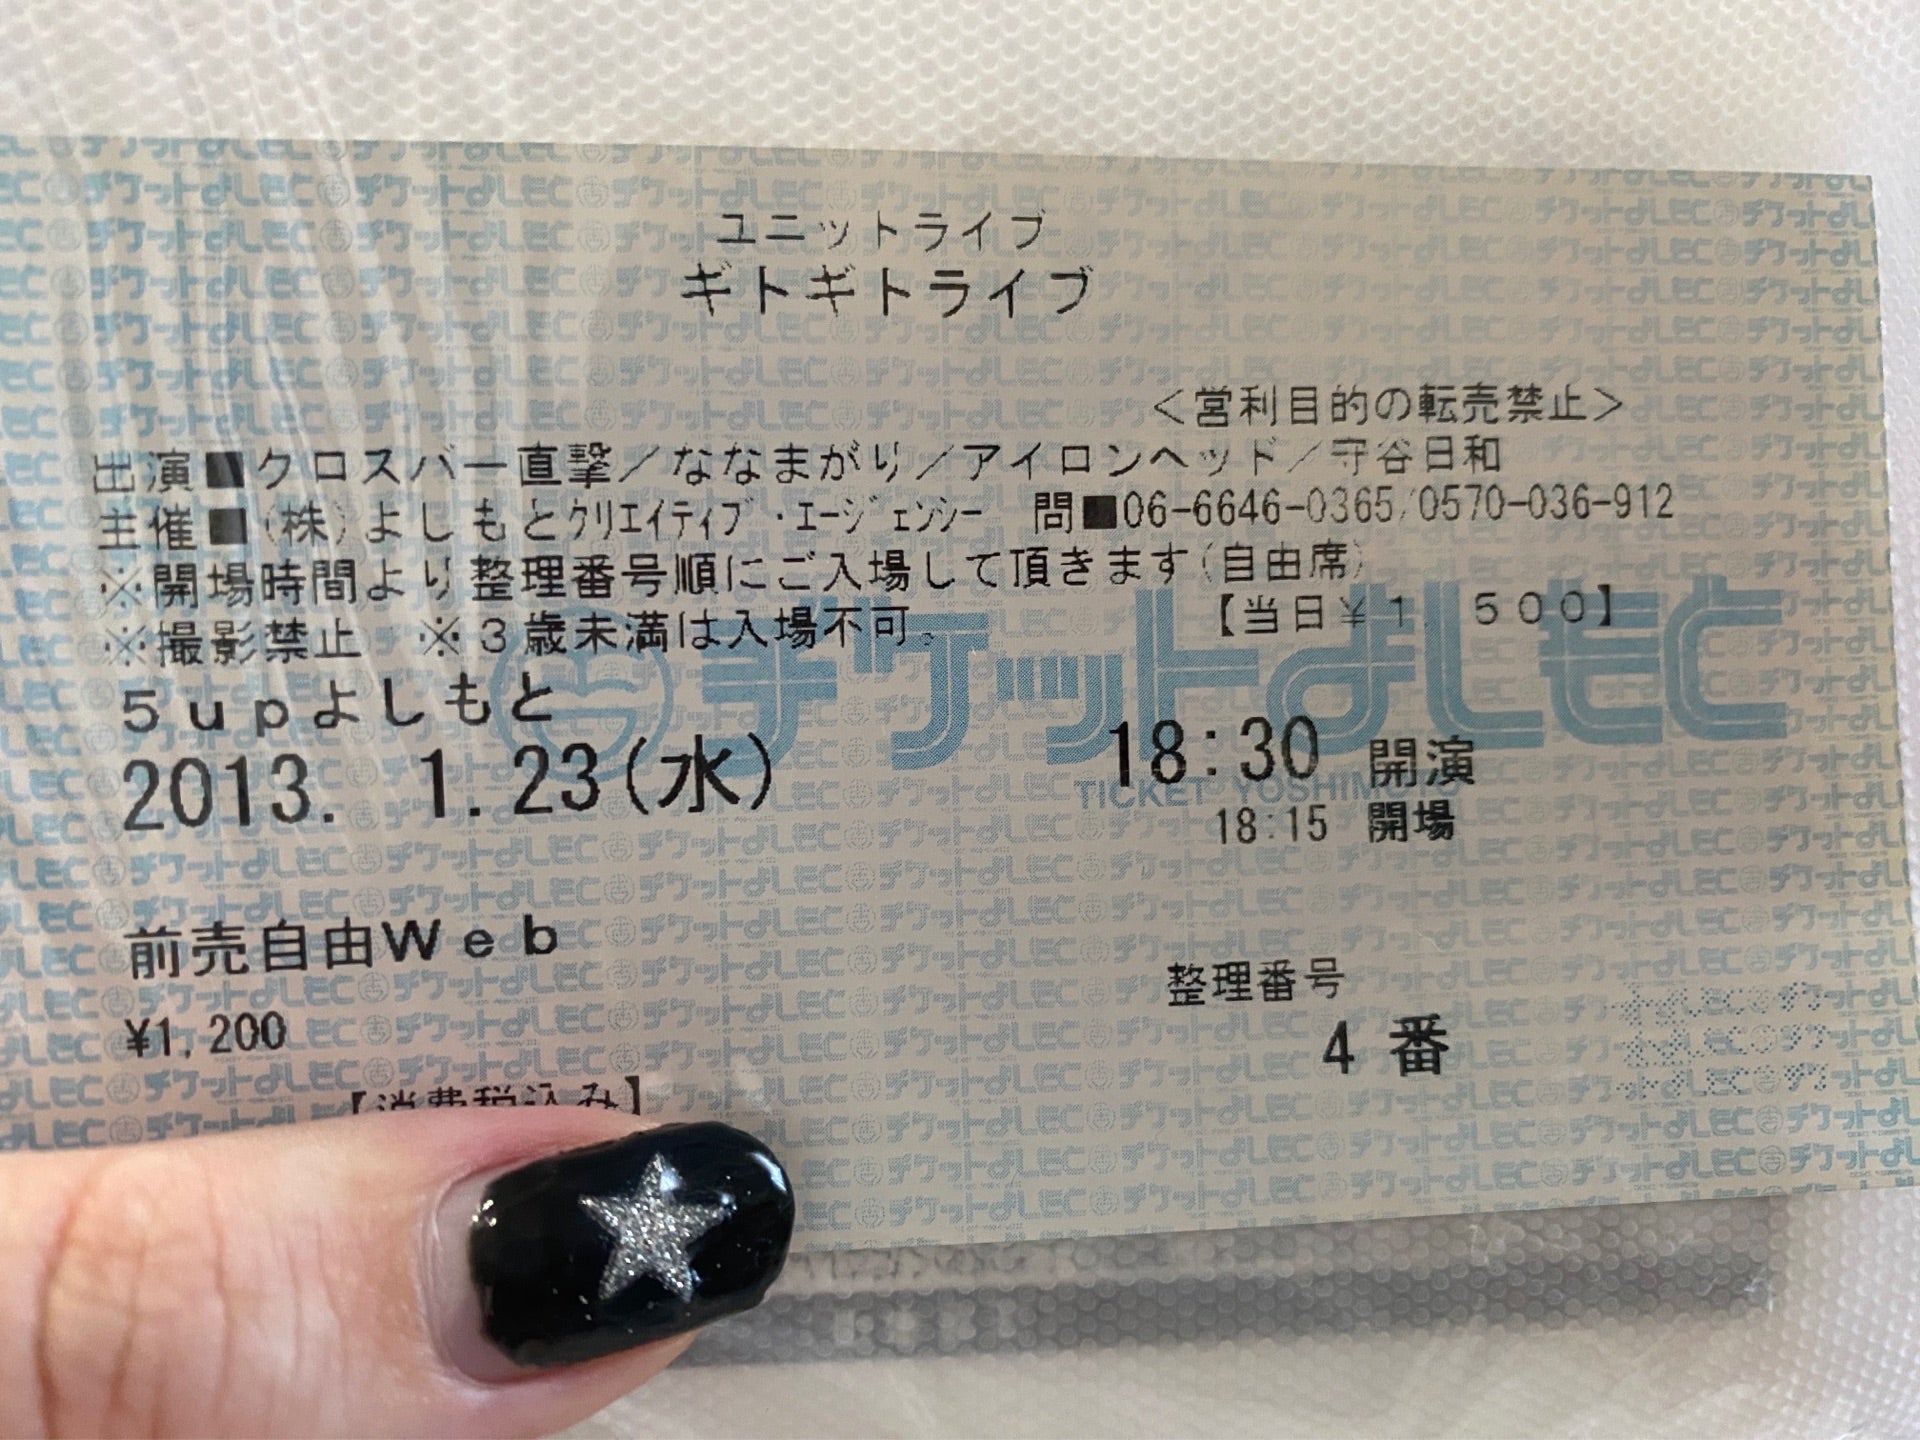 ユニットライブ
ギトギトライブ
＜営利目的の転売禁止＞
出演■クロスバー直撃／ななまがり／アイロンヘッド／守谷日和
主催■(株)よしもとｸﾘｴｲﾃｨﾌﾞ・ｴｰｼﾞｪﾝｼｰ 問■06-6646-0365/0570-036-912
※開場時間より整理番号順にご入場して頂きます(自由席)
※撮影禁止 ※３歳未満は入場不可。 【当日￥１，５００】
チケットよしもと
TICKET YOSHIM
５ｕｐよしもと
2013. 1.23(水) 18:30 開演
18:15 開場
前売自由Ｗｅｂ
¥1,200
整理番号
4 番
【消費税込み】